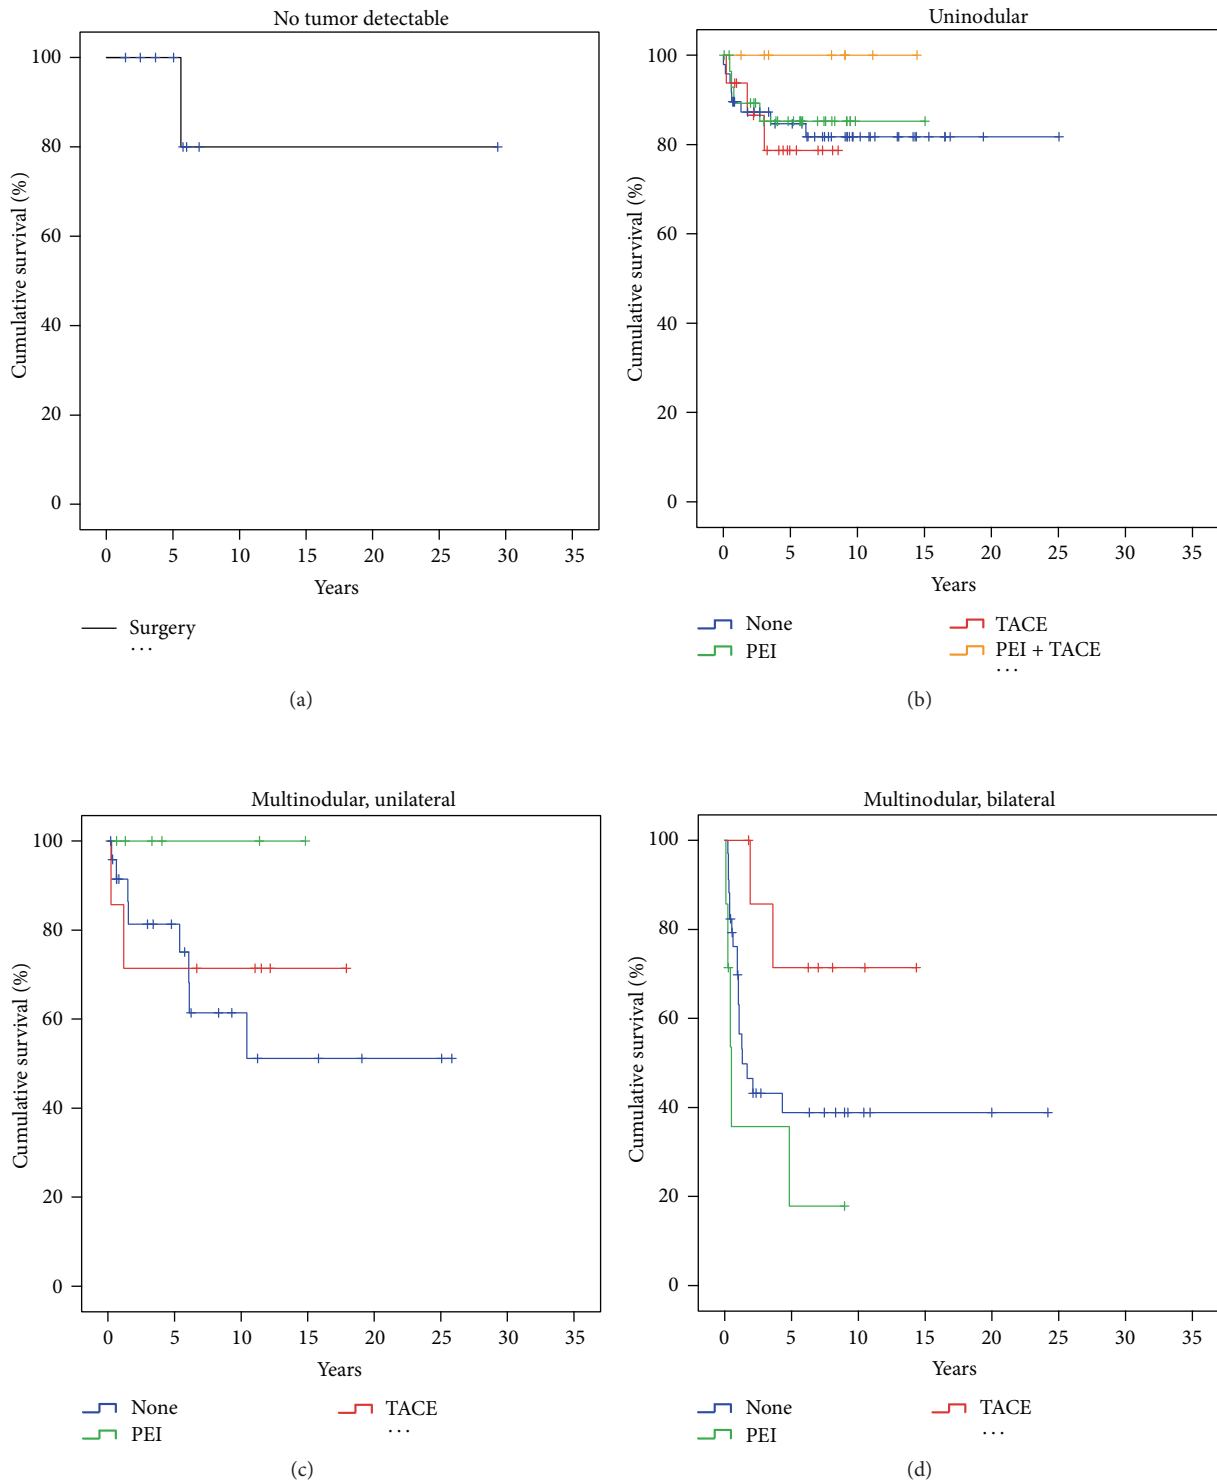 No tumor detectable
Cumulative survival (%)
100
80
60
40
20
0
0 5 10 15 20 25 30 35
Years
Surgery
...
(a)
Uninodular
Cumulative survival (%)
100
80
60
40
20
0
0 5 10 15 20 25 30 35
Years
None TACE
PEI PEI + TACE
...
(b)
Multinodular, unilateral
Cumulative survival (%)
100
80
60
40
20
0
0 5 10 15 20 25 30 35
Years
None TACE
PEI ...
(c)
Multinodular, bilateral
Cumulative survival (%)
100
80
60
40
20
0
0 5 10 15 20 25 30 35
Years
None TACE
PEI ...
(d)